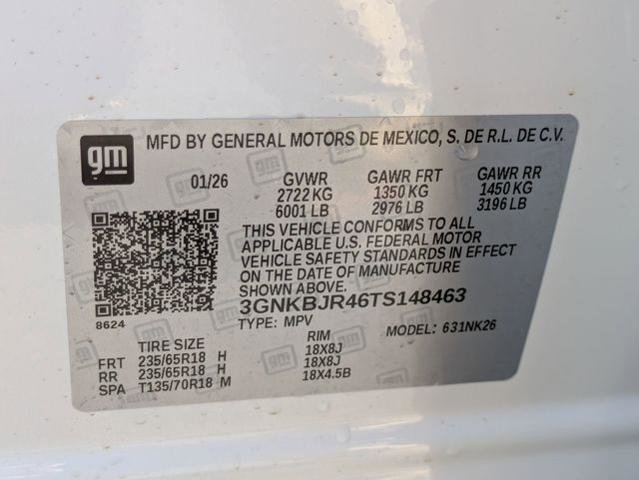 gm MFD BY GENERAL MOTORS DE MEXICO, S. DE R.L. DE C.V.
01/26 GVWR GAWR FRT GAWR RR
2722 KG 1350 KG 1450 KG
6001 LB 2976 LB 3196 LB
THIS VEHICLE CONFORMS TO ALL
APPLICABLE U.S. FEDERAL MOTOR
VEHICLE SAFETY STANDARDS IN EFFECT
ON THE DATE OF MANUFACTURE
SHOWN ABOVE.
3GNKBJR46TS148463
8624 TYPE: MPV MODEL: 631NK26
TIRE SIZE RIM
FRT 235/65R18 H 18X8J
RR 235/65R18 H 18X8J
SPA T135/70R18 M 18X4.5B